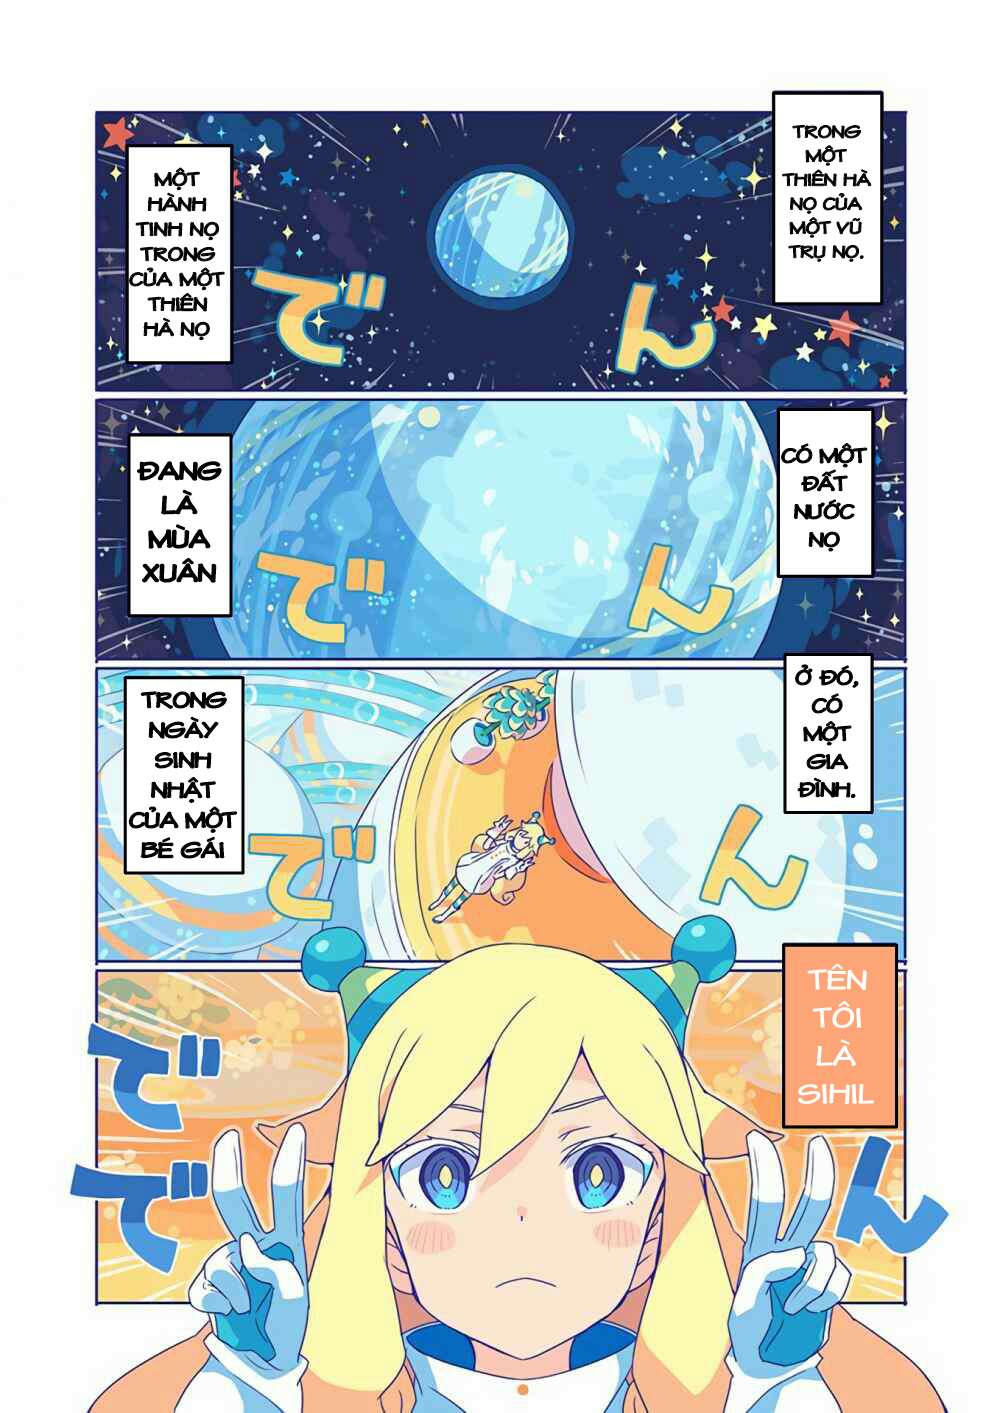 TRONG
MỘT
THIÊN HÀ
NỌ CỦA
MỘT VŨ
TRỤ NỌ.
MỘT
HÀNH
TINH NỌ
TRONG
CỦA MỘT
THIÊN
HÀ NỌ
でん
CÓ MỘT
ĐẤT
NƯỚC
NỌ
ĐANG
LÀ
MÙA
XUÂN
でん
Ở ĐÓ,
CÓ
MỘT
GIA
ĐÌNH.
TRONG
NGÀY
SINH
NHẬT
CỦA MỘT
BÉ GÁI
でん
TÊN
TÔI
LÀ
SIHIL
で
で
ん